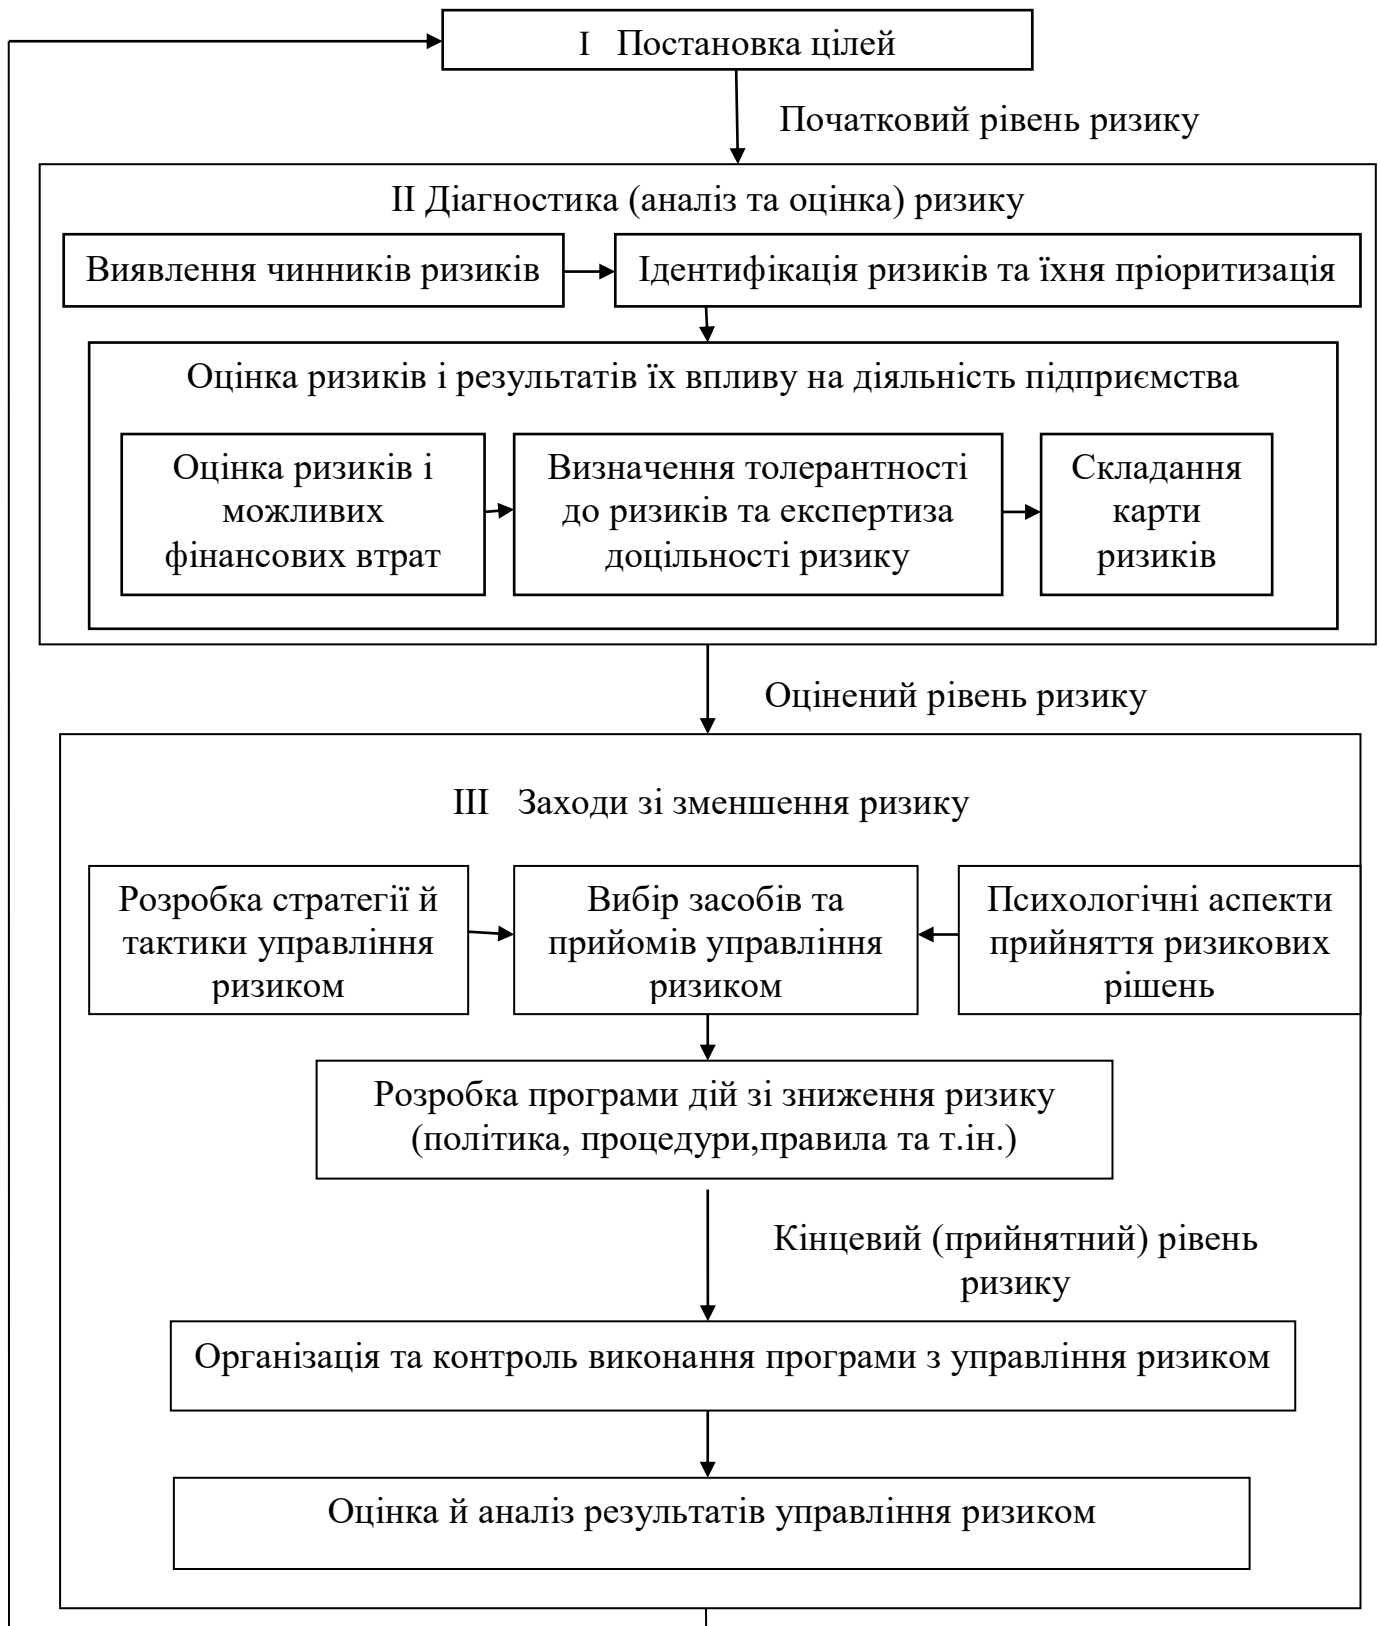 І Постановка цілей
Початковий рівень ризику
ІІ Діагностика (аналіз та оцінка) ризику
Виявлення чинників ризиків
Ідентифікація ризиків та їхня пріоритизація
Оцінка ризиків і результатів їх впливу на діяльність підприємства
Оцінка ризиків і
можливих
фінансових втрат
Визначення толерантності
до ризиків та експертиза
доцільності ризику
Складання
карти
ризиків
Оцінений рівень ризику
ІІІ Заходи зі зменшення ризику
Розробка стратегії й
тактики управління
ризиком
Вибір засобів та
прийомів управління
ризиком
Психологічні аспекти
прийняття ризикових
рішень
Розробка програми дій зі зниження ризику
(політика, процедури,правила та т.ін.)
Кінцевий (прийнятний) рівень
ризику
Організація та контроль виконання програми з управління ризиком
Оцінка й аналіз результатів управління ризиком